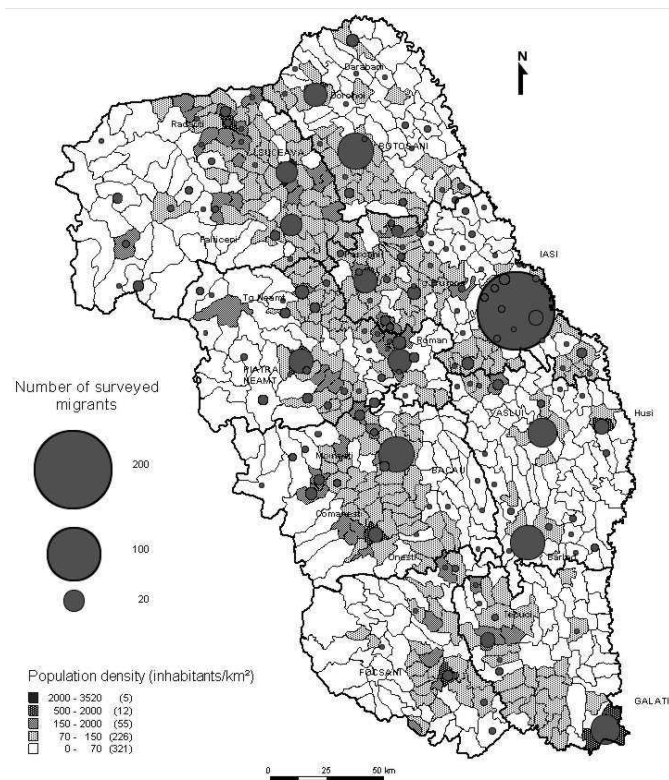 N
Darabani
Dorohoi
Radauti
BOTOSANI
SUCEAVA
Falticeni
IASI
Tg Neamt
Roman
PIATRA
NEAMT
Number of surveyed
migrants
200
100
20
VASLUI
Husi
BACAU
Moinesti
Comanesti
Onesti
Barlad
Tecuci
FOCSANI
GALATI
Population density (inhabitants/km²)
2000 - 3520 (5)
500 - 2000 (12)
150 - 2000 (55)
70 - 150 (226)
0 - 70 (321)
0 25 50 km